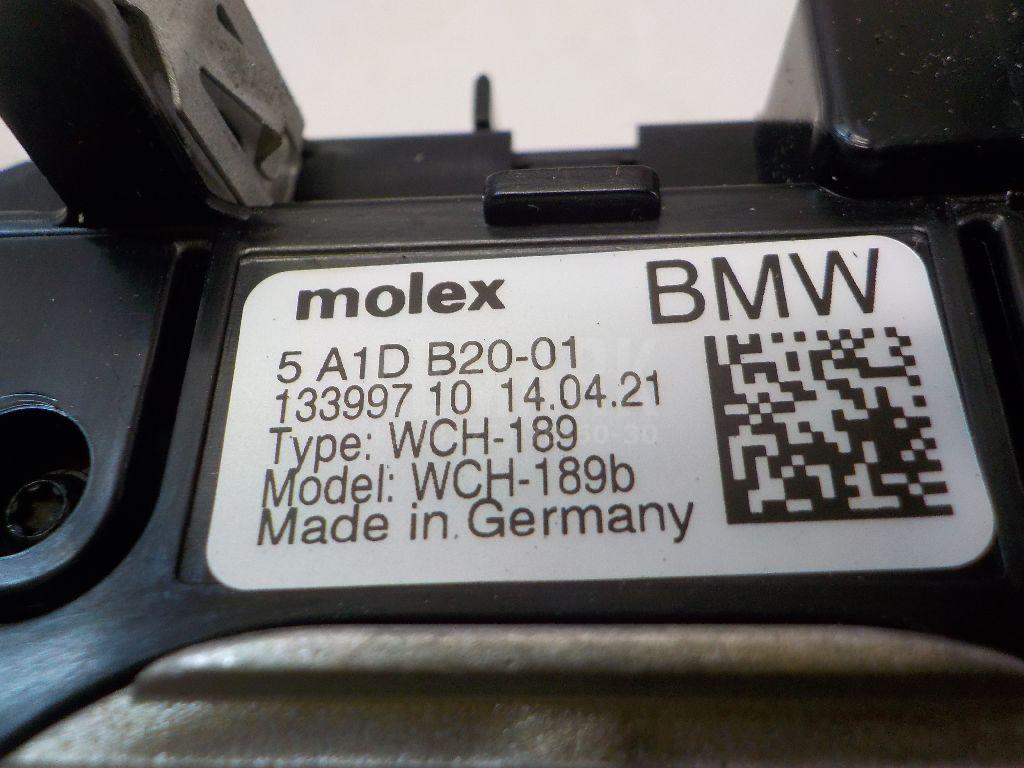 molex BMW
5 A1D B20-01
133997 10 14.04.21
Type: WCH-189
Model: WCH-189b
Made in Germany